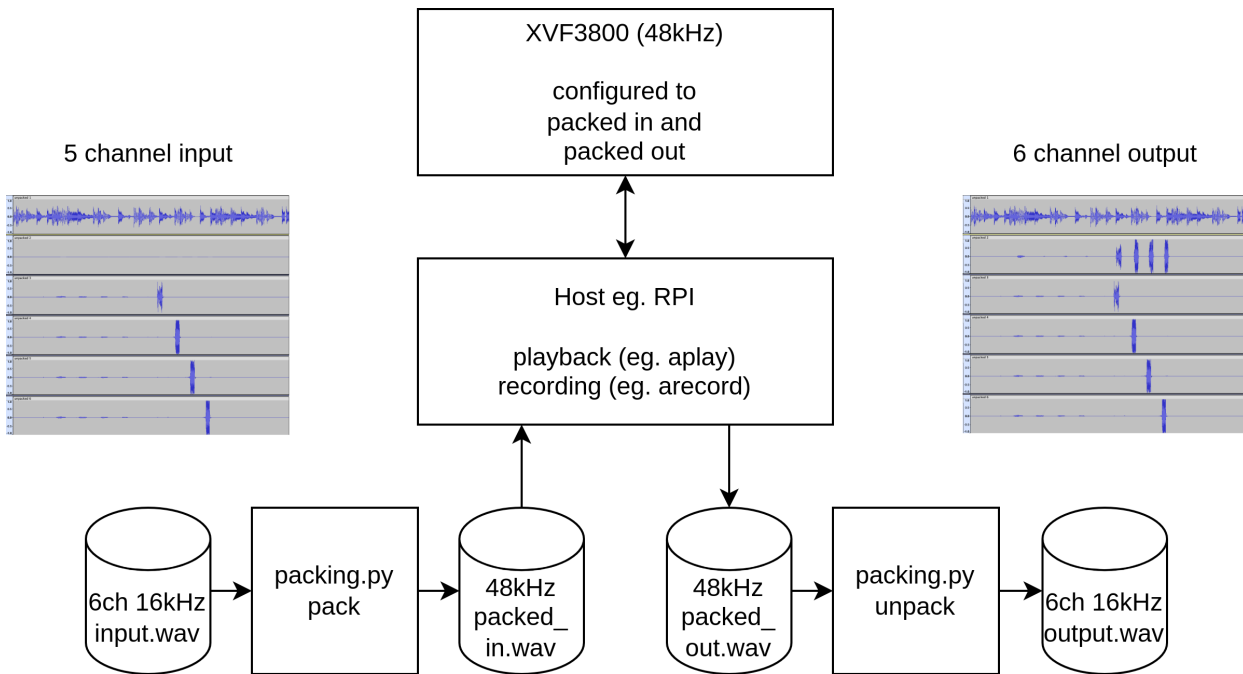 XVF3800 (48kHz)
configured to
packed in and
packed out
5 channel input
6 channel output
Host eg. RPI
playback (eg. aplay)
recording (eg. arecord)
6ch 16kHz
input.wav
packing.py
pack
48kHz
packed_
in.wav
48kHz
packed_
out.wav
packing.py
unpack
6ch 16kHz
output.wav